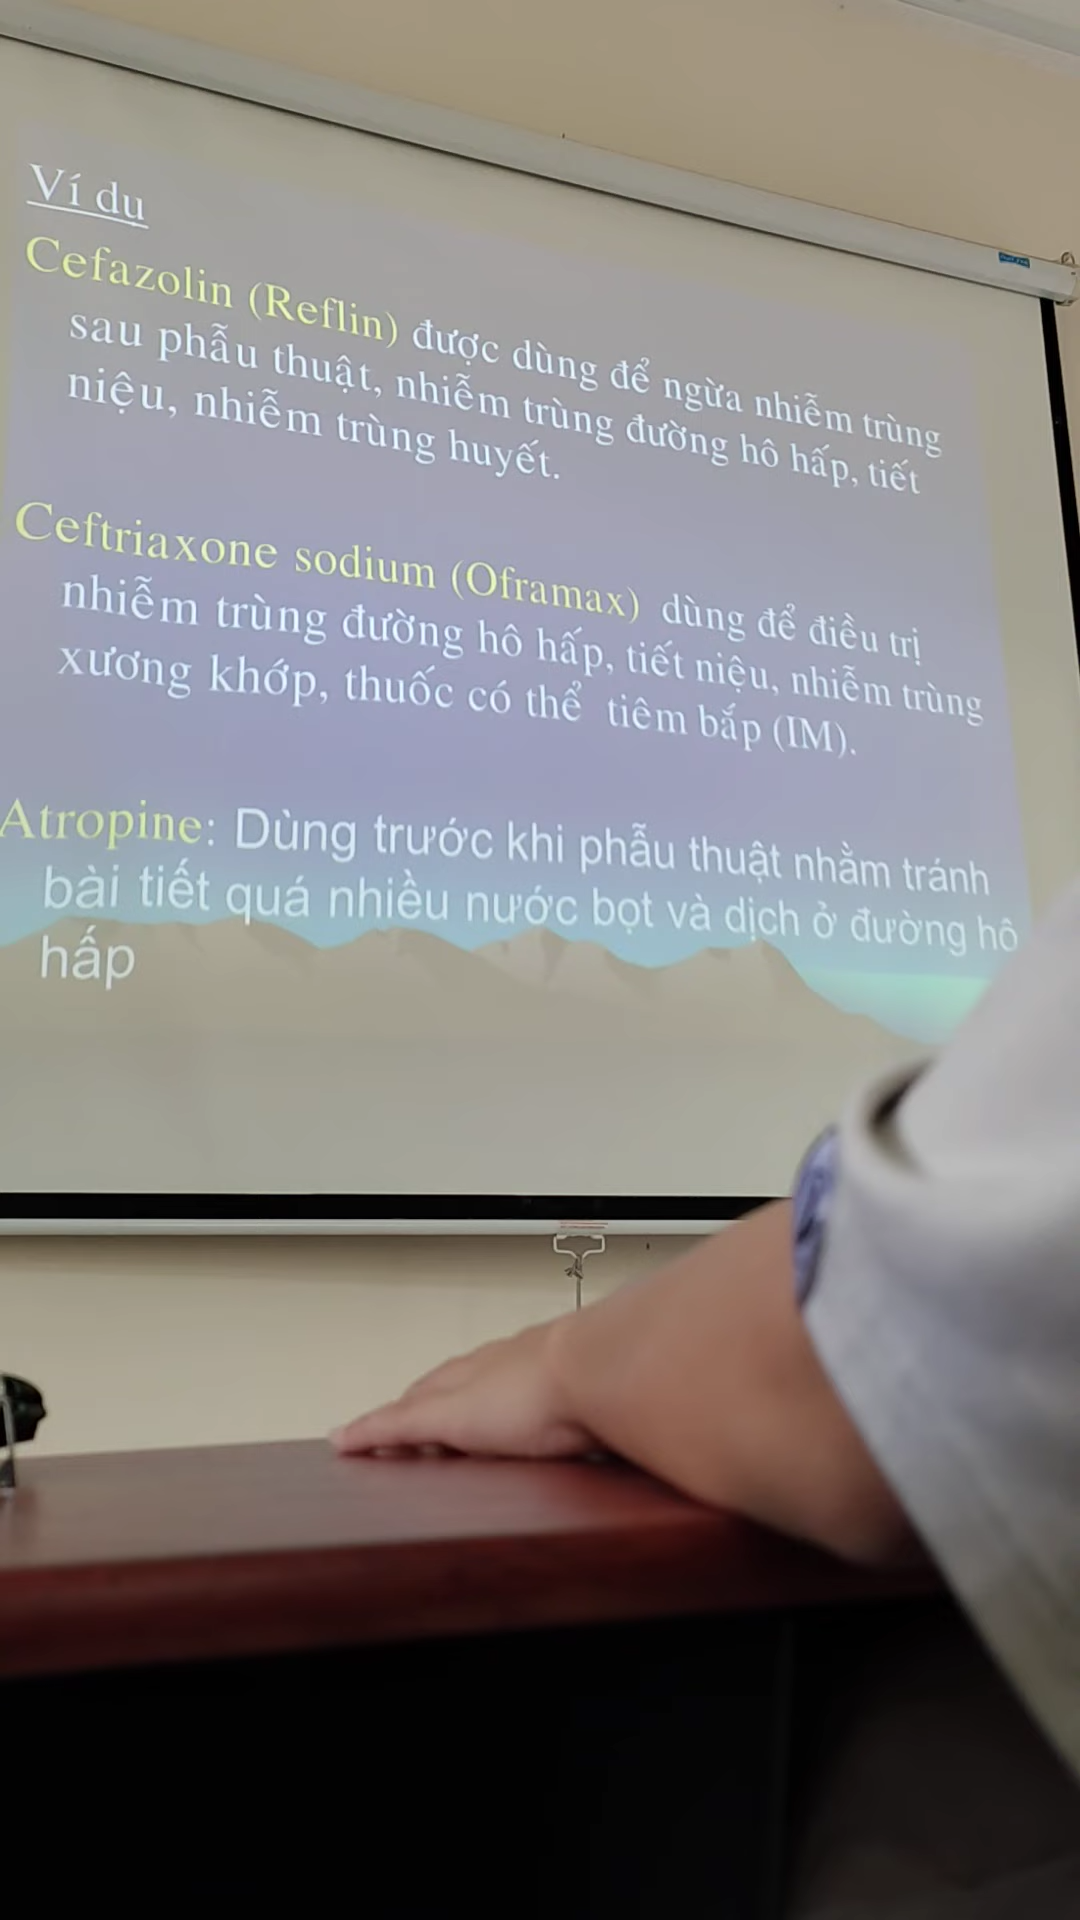 Ví dụ
Cefazolin (Reflin) được dùng để ngừa nhiễm trùng
sau phẫu thuật, nhiễm trùng đường hô hấp, tiết
niệu, nhiễm trùng huyết.
Ceftriaxone sodium (Oframax) dùng để điều trị
nhiễm trùng đường hô hấp, tiết niệu, nhiễm trùng
xương khớp, thuốc có thể tiêm bắp (IM).
Atropine: Dùng trước khi phẫu thuật nhằm tránh
bài tiết quá nhiều nước bọt và dịch ở đường hô
hấp